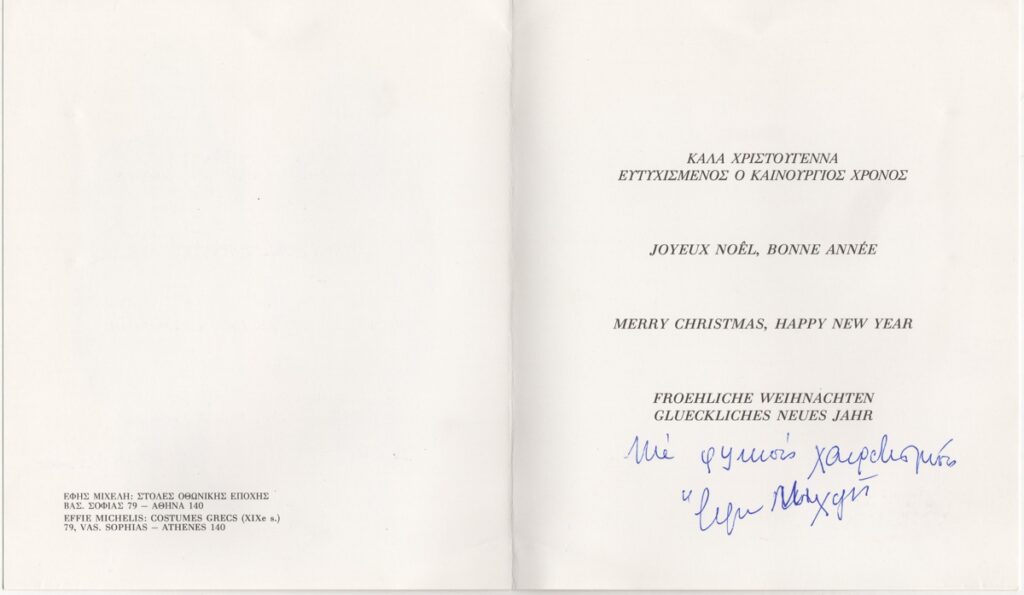 ΕΦΗΣ ΜΙΧΕΛΗ: ΣΤΟΛΕΣ ΟΘΩΝΙΚΗΣ ΕΠΟΧΗΣ
ΒΑΣ. ΣΟΦΙΑΣ 79 – ΑΘΗΝΑ 140
EFFIE MICHELIS: COSTUMES GRECS (XIXe s.)
79, VAS. SOPHIAS – ATHENES 140
ΚΑΛΑ ΧΡΙΣΤΟΥΓΕΝΝΑ
ΕΥΤΥΧΙΣΜΕΝΟΣ Ο ΚΑΙΝΟΥΡΓΙΟΣ ΧΡΟΝΟΣ
JOYEUX NOÊL, BONNE ANNÉE
MERRY CHRISTMAS, HAPPY NEW YEAR
FROEHLICHE WEIHNACHTEN
GLUECKLICHES NEUES JAHR
Μέ φιλικούς χαιρετισμούς
Έφη Μιχελή